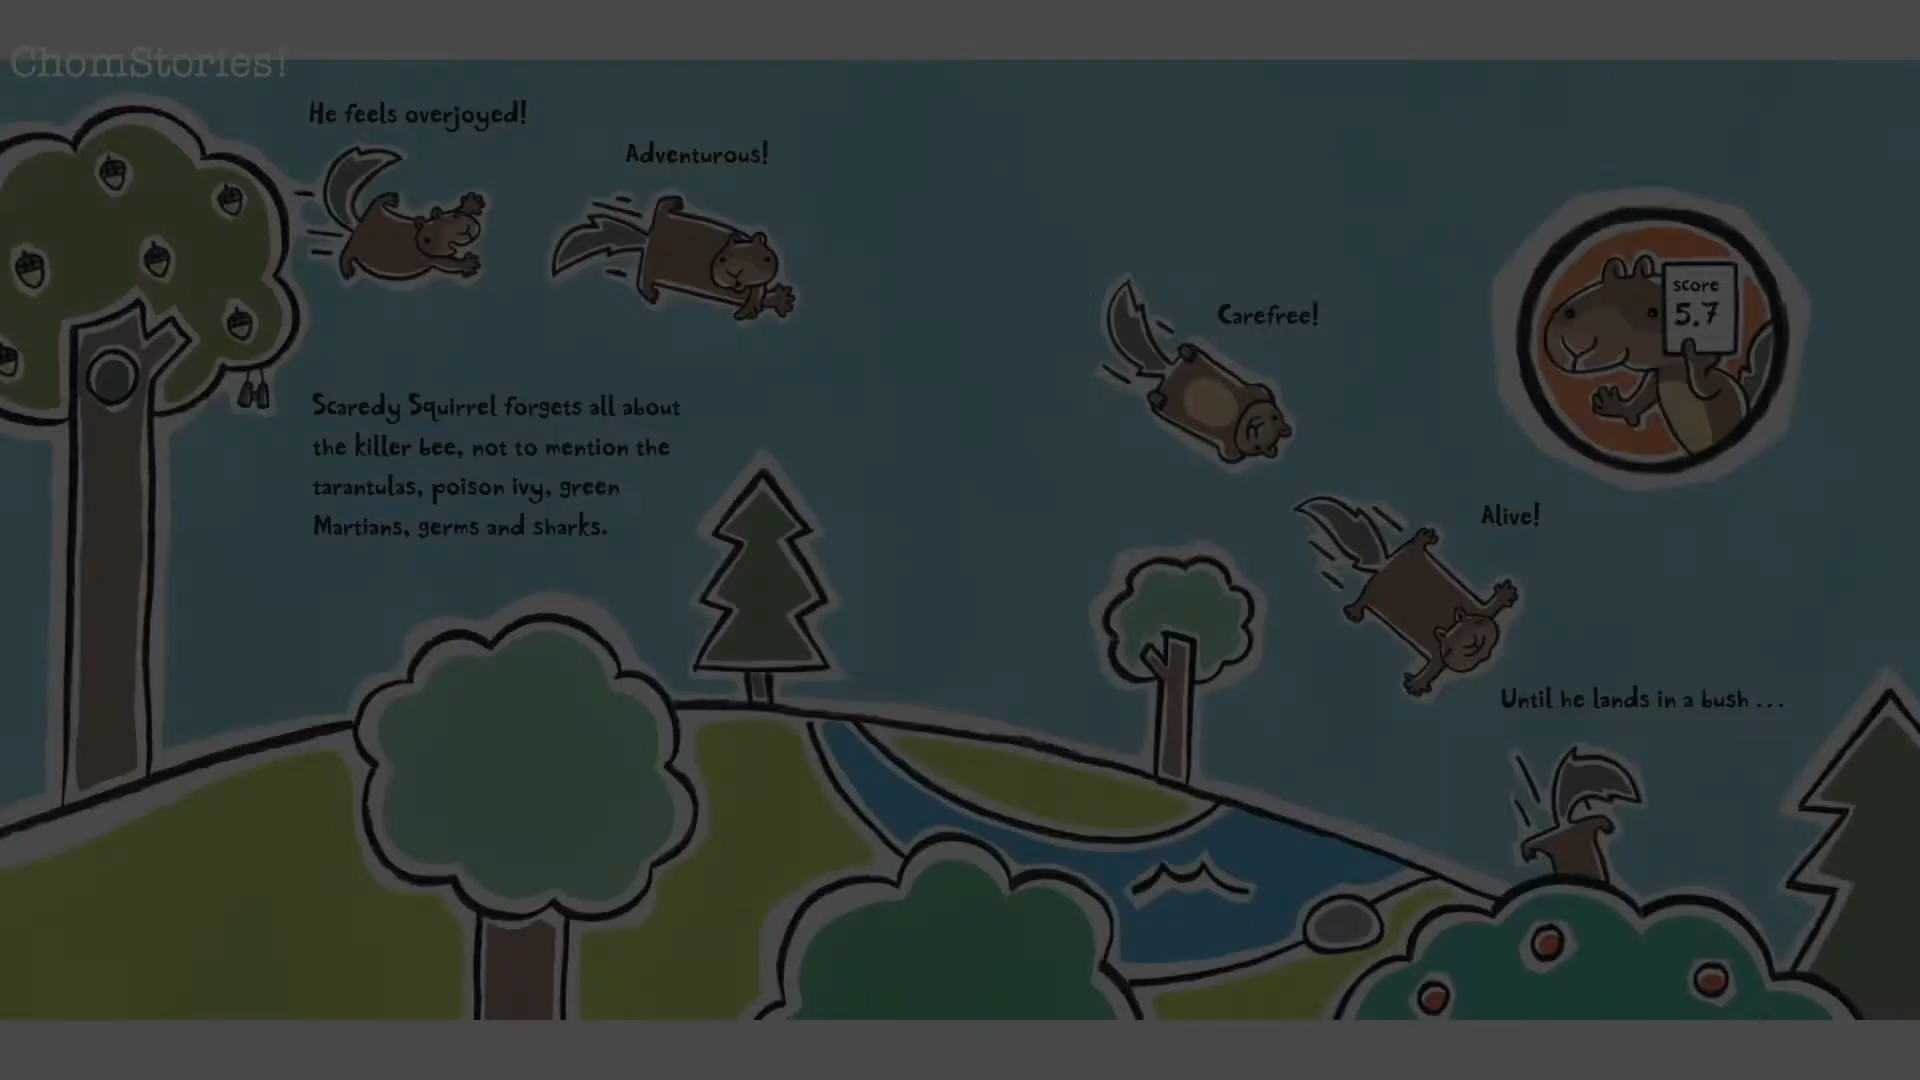 ChomStories!
He feels overjoyed!
Adventurous!
Scaredy Squirrel forgets all about
the killer bee, not to mention the
tarantulas, poison ivy, green
Martians, germs and sharks.
Carefree!
score
5.7
Alive!
Until he lands in a bush ...